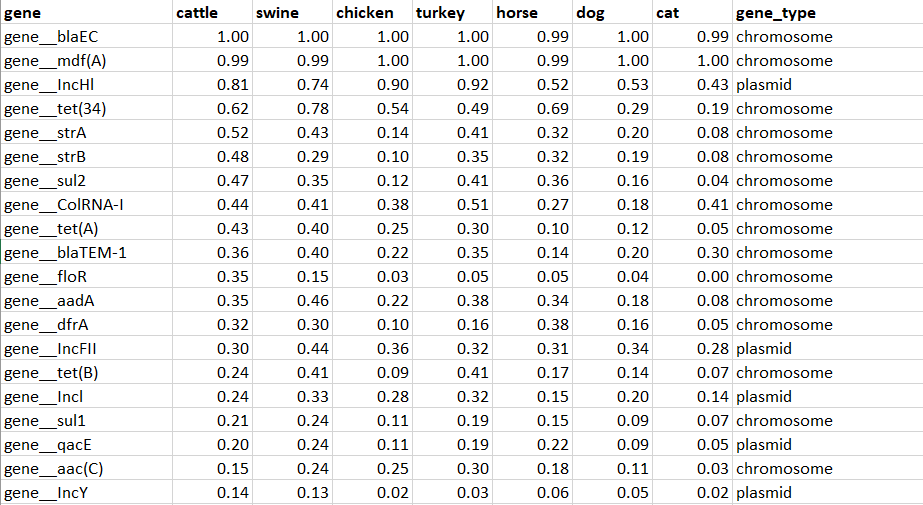 gene cattle swine chicken turkey horse dog cat gene_type
gene__blaEC 1.00 1.00 1.00 1.00 0.99 1.00 0.99 chromosome
gene__mdf(A) 0.99 0.99 1.00 1.00 0.99 1.00 1.00 chromosome
gene__IncHl 0.81 0.74 0.90 0.92 0.52 0.53 0.43 plasmid
gene__tet(34) 0.62 0.78 0.54 0.49 0.69 0.29 0.19 chromosome
gene__strA 0.52 0.43 0.14 0.41 0.32 0.20 0.08 chromosome
gene__strB 0.48 0.29 0.10 0.35 0.32 0.19 0.08 chromosome
gene__sul2 0.47 0.35 0.12 0.41 0.36 0.16 0.04 chromosome
gene__ColRNA-I 0.44 0.41 0.38 0.51 0.27 0.18 0.41 chromosome
gene__tet(A) 0.43 0.40 0.25 0.30 0.10 0.12 0.05 chromosome
gene__blaTEM-1 0.36 0.40 0.22 0.35 0.14 0.20 0.30 chromosome
gene__floR 0.35 0.15 0.03 0.05 0.05 0.04 0.00 chromosome
gene__aadA 0.35 0.46 0.22 0.38 0.34 0.18 0.08 chromosome
gene__dfrA 0.32 0.30 0.10 0.16 0.38 0.16 0.05 chromosome
gene__IncFII 0.30 0.44 0.36 0.32 0.31 0.34 0.28 plasmid
gene__tet(B) 0.24 0.41 0.09 0.41 0.17 0.14 0.07 chromosome
gene__Incl 0.24 0.33 0.28 0.32 0.15 0.20 0.14 plasmid
gene__sul1 0.21 0.24 0.11 0.19 0.15 0.09 0.07 chromosome
gene__qacE 0.20 0.24 0.11 0.19 0.22 0.09 0.05 plasmid
gene__aac(C) 0.15 0.24 0.25 0.30 0.18 0.11 0.03 chromosome
gene__IncY 0.14 0.13 0.02 0.03 0.06 0.05 0.02 plasmid